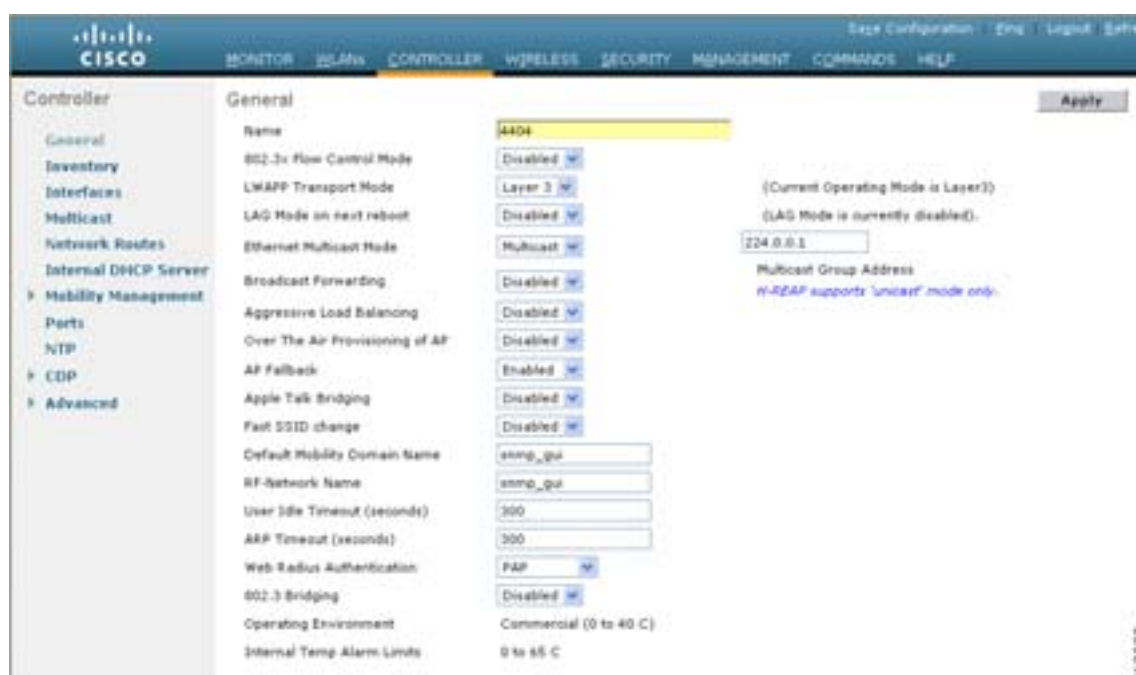 Save Configuration Ping Logout Refre
CISCO
MONITOR WLANs CONTROLLER WIRELESS SECURITY MANAGEMENT COMMANDS HELP
Controller
General
Inventory
Interfaces
Multicast
Network Routes
Internal DHCP Server
Mobility Management
Ports
NTP
CDP
Advanced
General
Apply
Name 4404
802.3x Flow Control Mode Disabled
LWAPP Transport Mode Layer 3 (Current Operating Mode is Layer3)
LAG Mode on next reboot Disabled (LAG Mode is currently disabled).
Ethernet Multicast Mode Multicast 224.0.0.1
Multicast Group Address
Broadcast Forwarding Disabled
H-REAP supports 'unicast' mode only.
Aggressive Load Balancing Disabled
Over The Air Provisioning of AP Disabled
AP Fallback Enabled
Apple Talk Bridging Disabled
Fast SSID change Disabled
Default Mobility Domain Name snmp_gui
RF-Network Name snmp_gui
User Idle Timeout (seconds) 300
ARP Timeout (seconds) 300
Web Radius Authentication PAP
802.3 Bridging Disabled
Operating Environment Commercial (0 to 40 C)
Internal Temp Alarm Limits 0 to 65 C